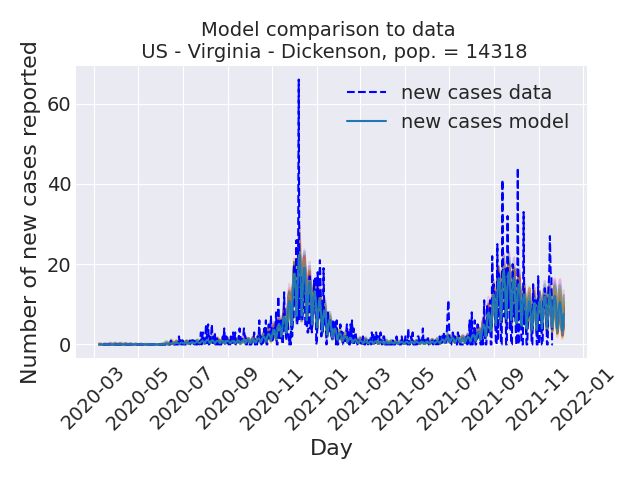 Model comparison to data
US - Virginia - Dickenson, pop. = 14318
Number of new cases reported
60
40
20
0
new cases data
new cases model
2020-03
2020-05
2020-07
2020-09
2020-11
2021-01
2021-03
2021-05
2021-07
2021-09
2021-11
2022-01
Day